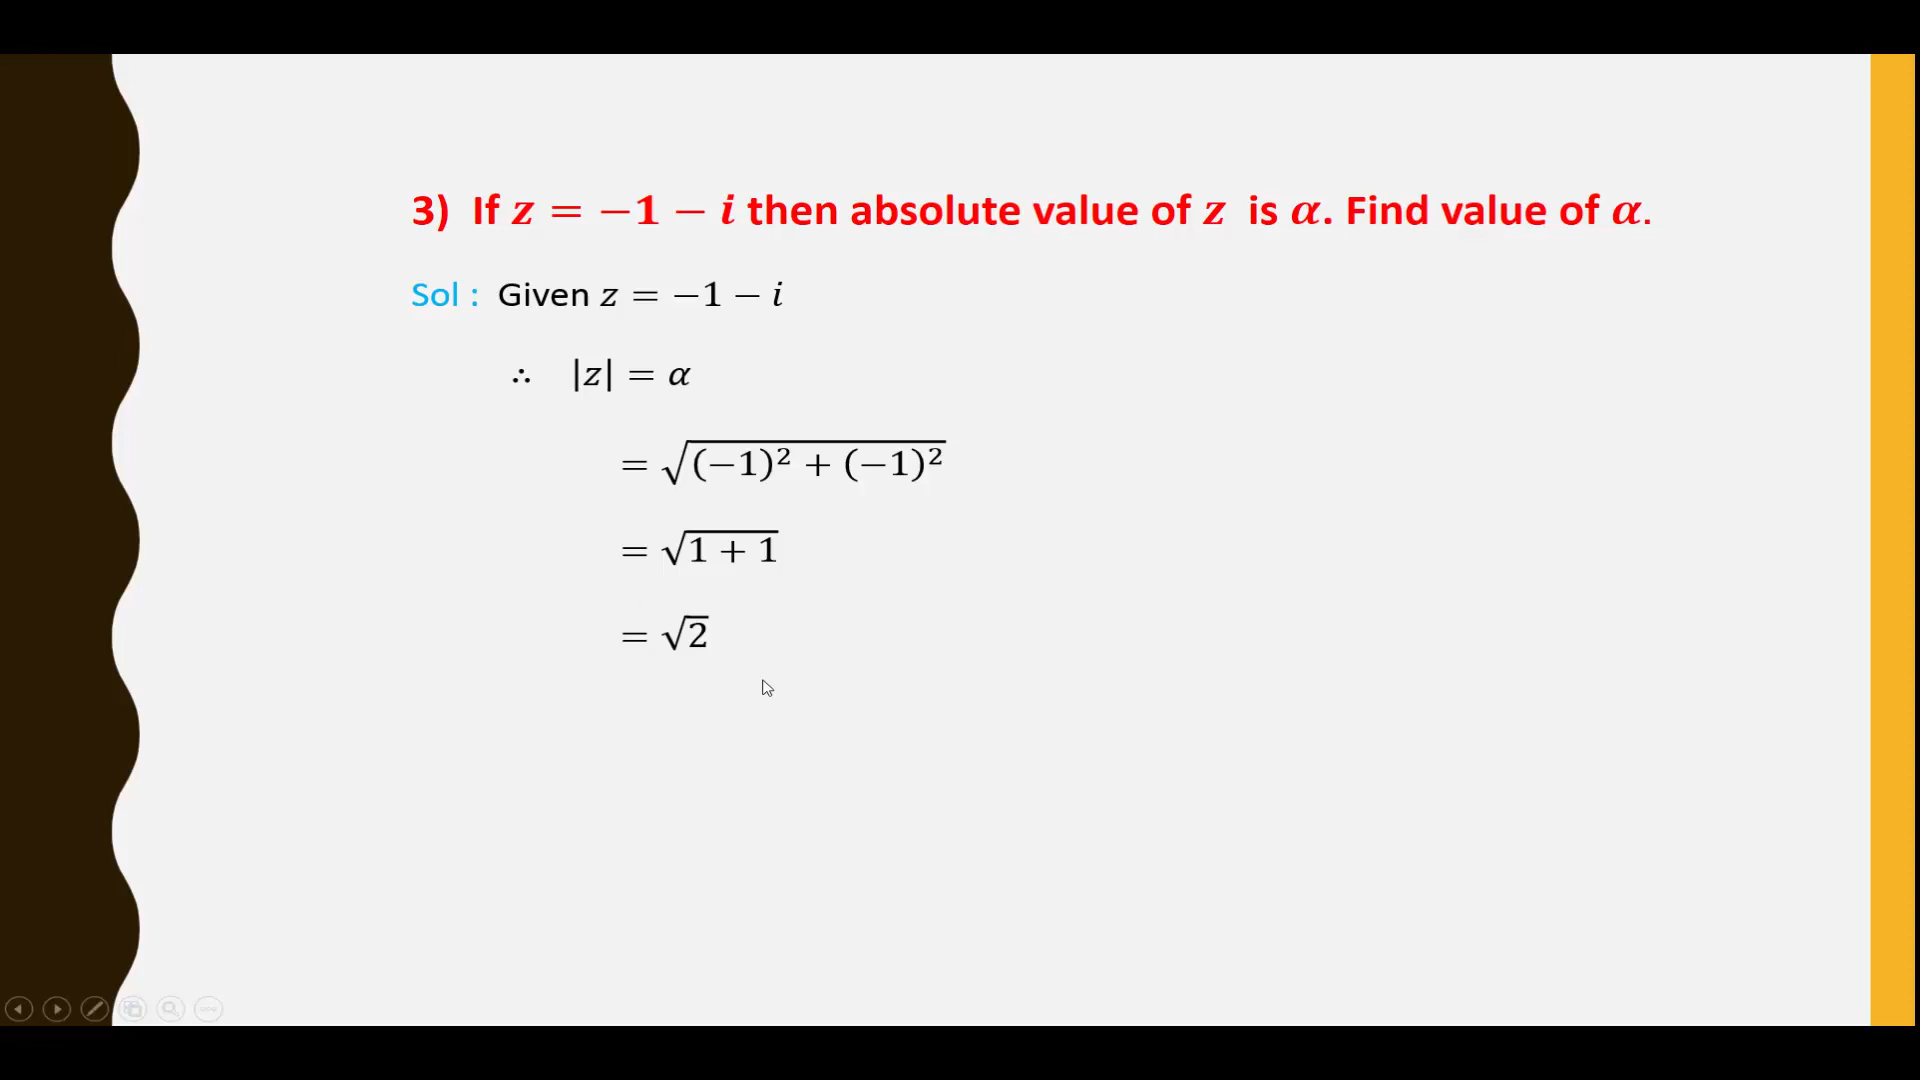 3) If z = −1 − i then absolute value of z is α. Find value of α.
Sol : Given z = −1 − i
∴ |z| = α
= √(−1)² + (−1)²
= √1 + 1
= √2